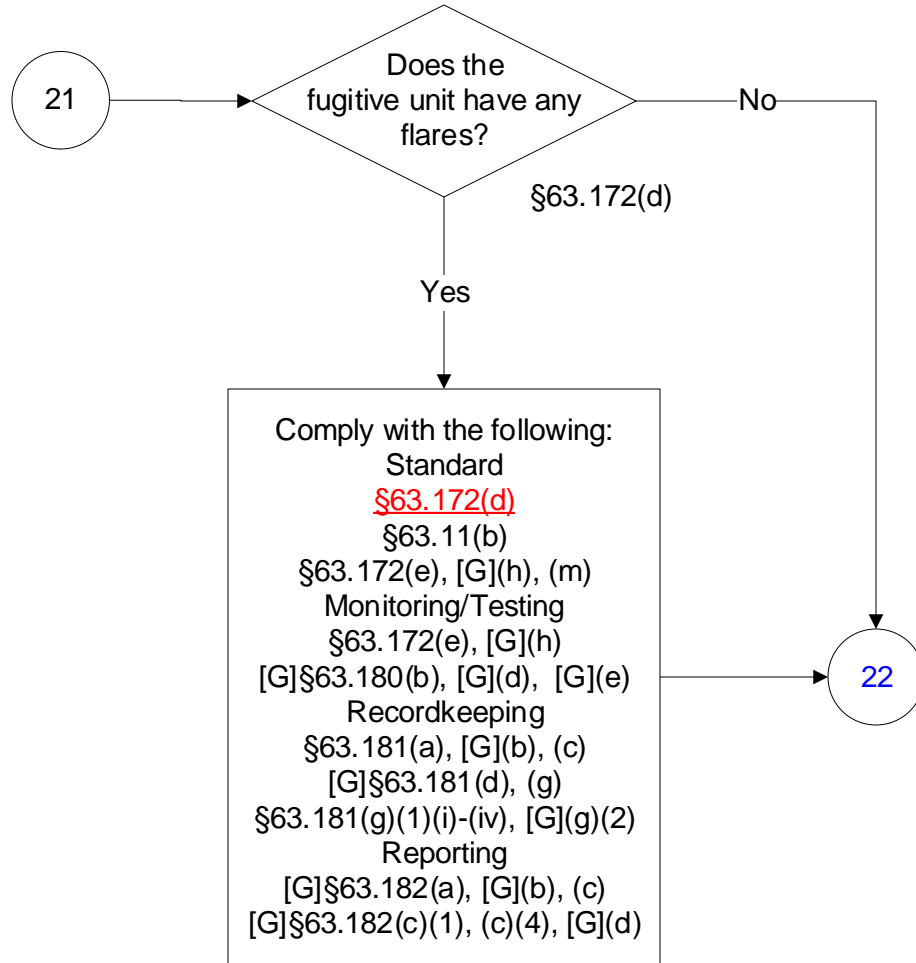 21
Does the
fugitive unit have any
flares?
No
§63.172(d)
Yes
Comply with the following:
Standard
§63.172(d)
§63.11(b)
§63.172(e), [G](h), (m)
Monitoring/Testing
§63.172(e), [G](h)
[G]§63.180(b), [G](d), [G](e)
Recordkeeping
§63.181(a), [G](b), (c)
[G]§63.181(d), (g)
§63.181(g)(1)(i)-(iv), [G](g)(2)
Reporting
[G]§63.182(a), [G](b), (c)
[G]§63.182(c)(1), (c)(4), [G](d)
22